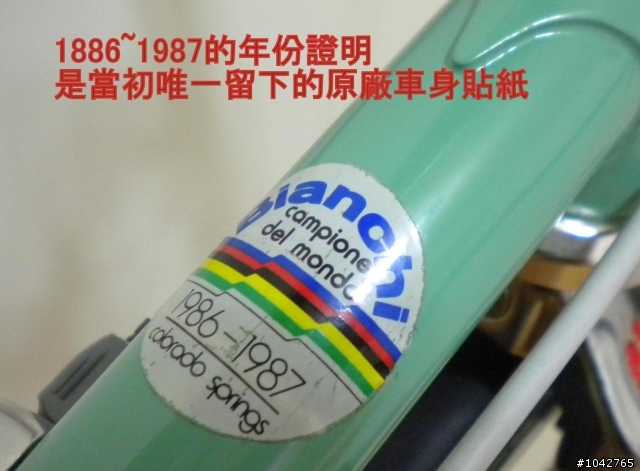 1886~1987的年份證明
是當初唯一留下的原廠車身貼紙
bianchi
campione
del mondo
1986-1987
colorado springs
#1042765